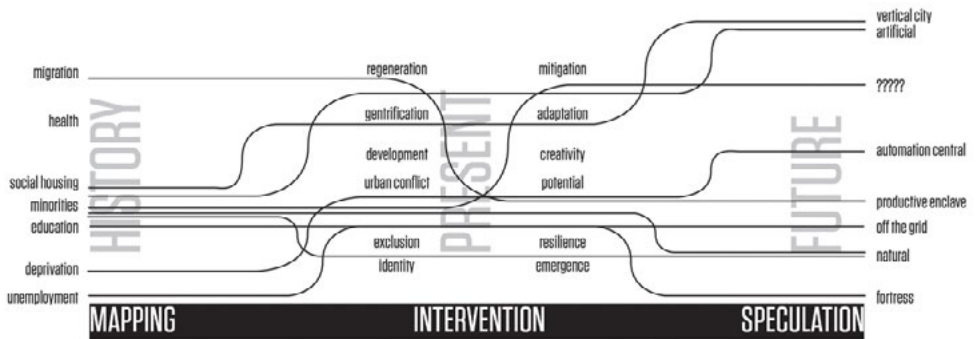 migration
health
social housing
minorities
education
deprivation
unemployment
HISTORY
regeneration
gentrification
development
urban conflict
exclusion
identity
PRESENT
mitigation
adaptation
creativity
potential
resilience
emergence
FUTURE
vertical city
artificial
?????
automation central
productive enclave
off the grid
natural
fortress
MAPPING INTERVENTION SPECULATION